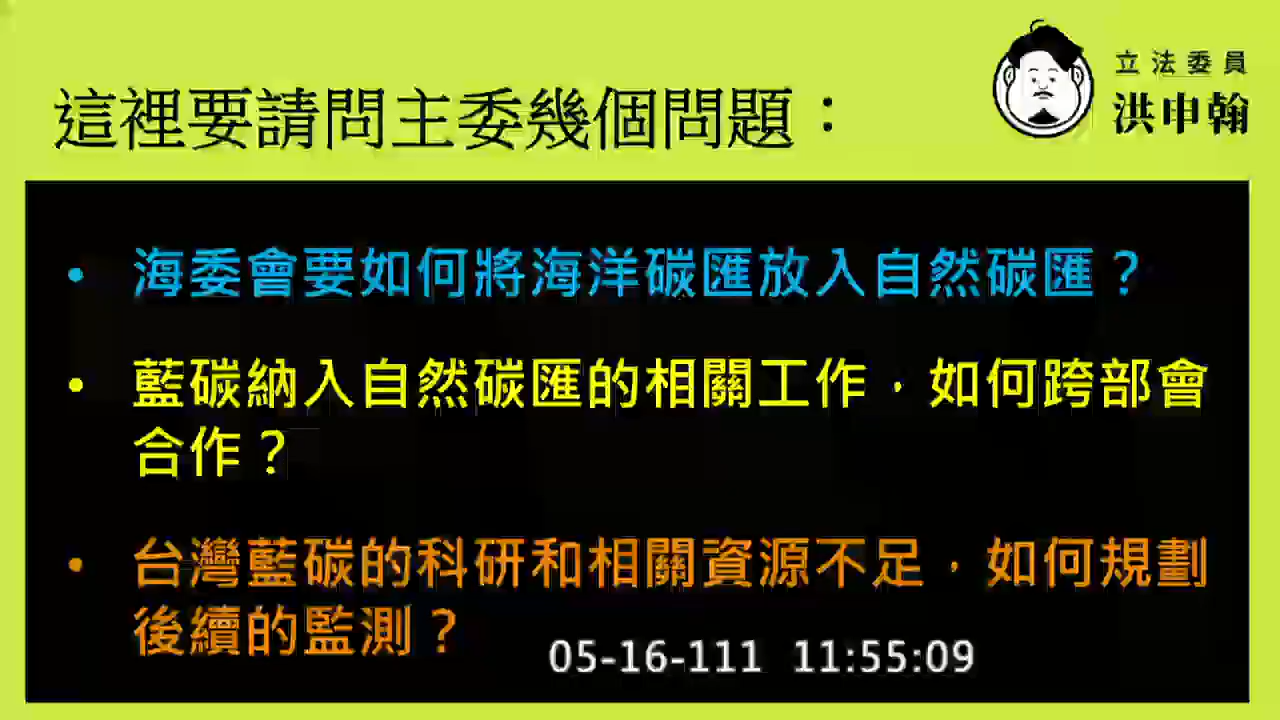 立法委員
洪申翰
這裡要請問主委幾個問題：
• 海委會要如何將海洋碳匯放入自然碳匯？
• 藍碳納入自然碳匯的相關工作，如何跨部會
合作？
• 台灣藍碳的科研和相關資源不足，如何規劃
後續的監測？
05-16-111 11:55:09